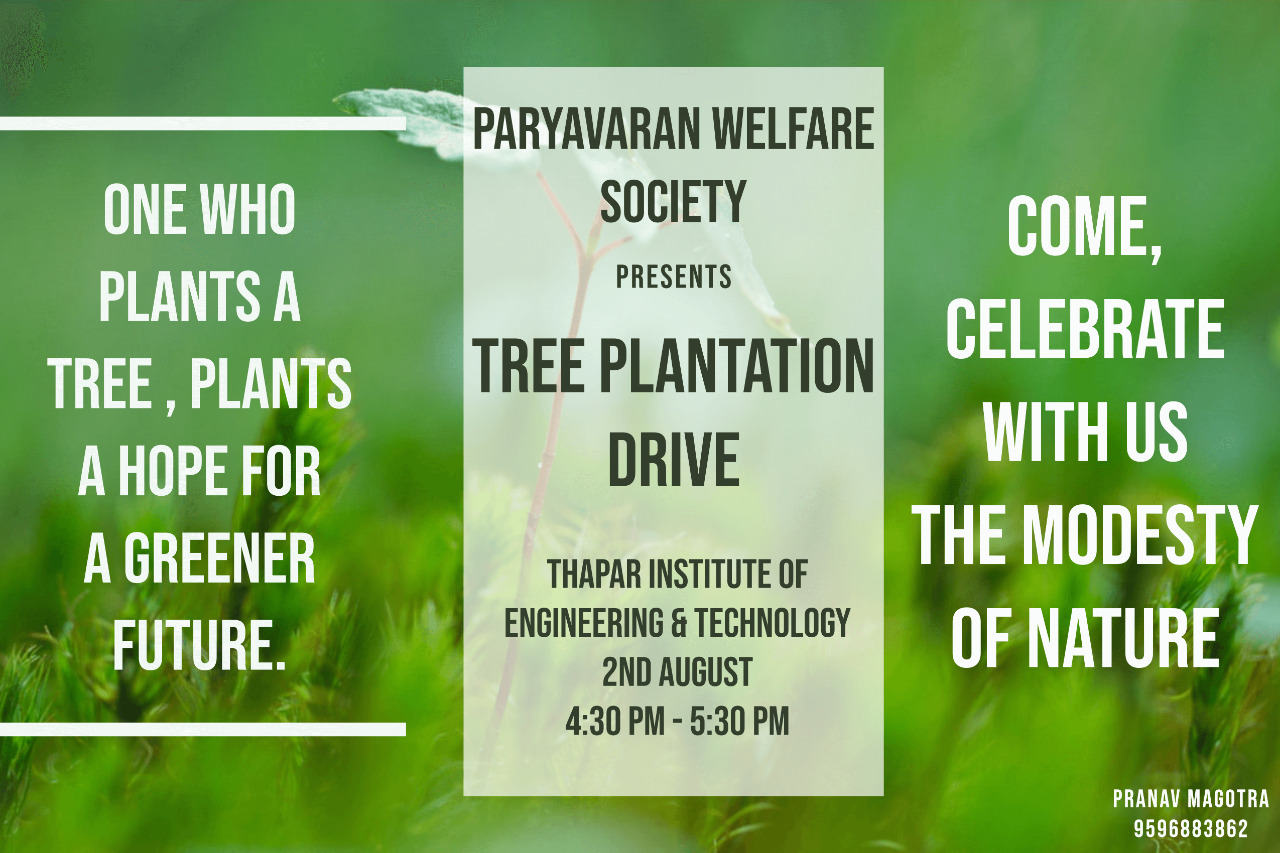 ONE WHO
PLANTS A
TREE , PLANTS
A HOPE FOR
A GREENER
FUTURE.
PARYAVARAN WELFARE
SOCIETY
PRESENTS
TREE PLANTATION
DRIVE
THAPAR INSTITUTE OF
ENGINEERING & TECHNOLOGY
2ND AUGUST
4:30 PM - 5:30 PM
COME,
CELEBRATE
WITH US
THE MODESTY
OF NATURE
PRANAV MAGOTRA
9596883862